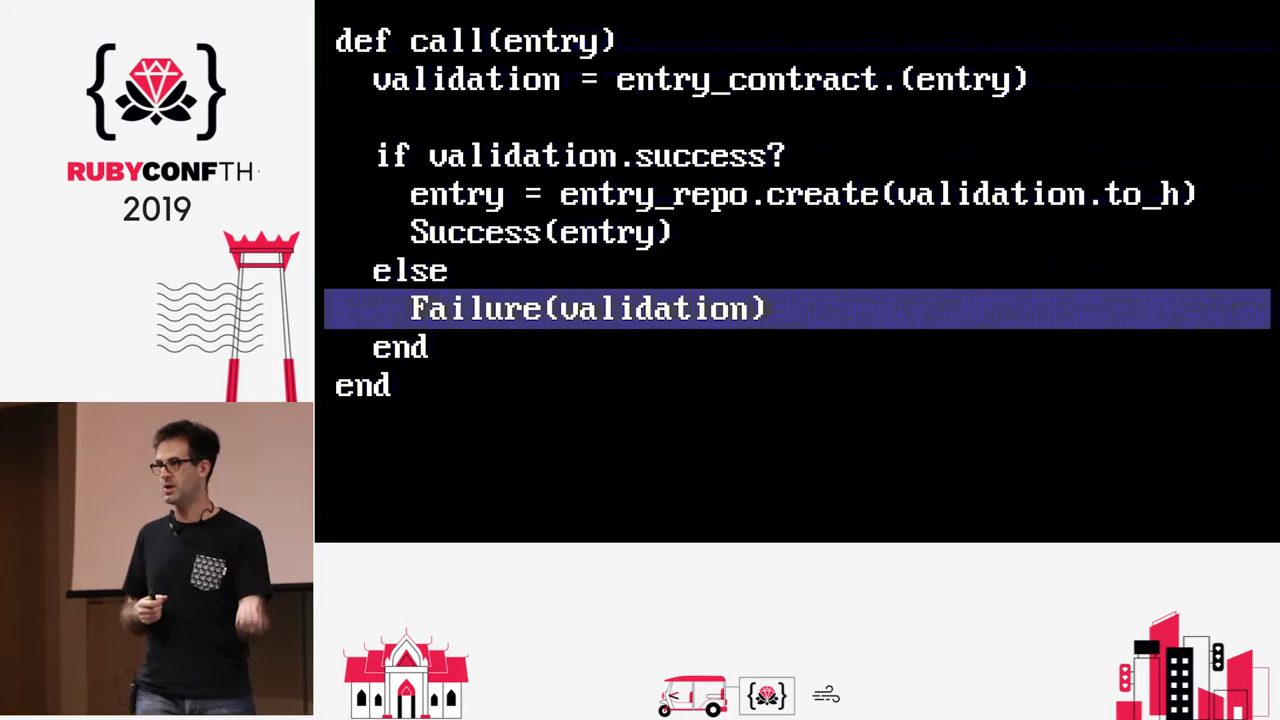 RUBYCONFTH
2019
def call(entry)
  validation = entry_contract.(entry)

  if validation.success?
    entry = entry_repo.create(validation.to_h)
    Success(entry)
  else
    Failure(validation)
  end
end